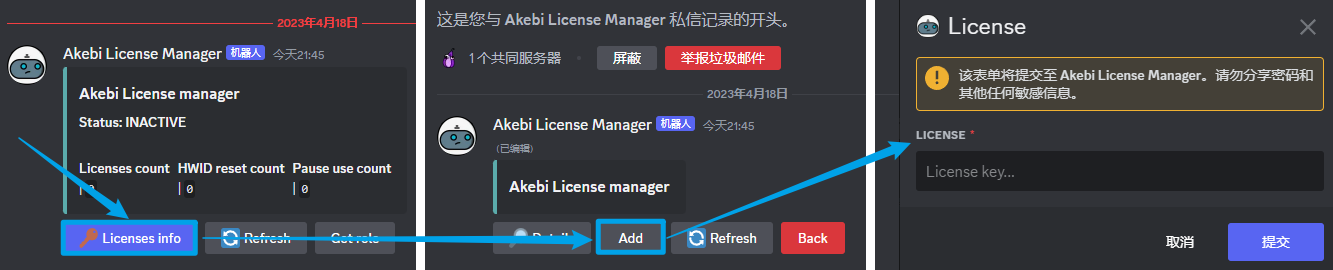 2023年4月18日
Akebi License Manager 机器人 今天21:45
Akebi License manager
Status: INACTIVE
Licenses count HWID reset count Pause use count
0 0 0
Licenses info Refresh Get role
这是您与 Akebi License Manager 私信记录的开头。
1个共同服务器 屏蔽 举报垃圾邮件
2023年4月18日
Akebi License Manager 机器人 今天21:45
(已编辑)
Akebi License manager
Details Add Refresh Back
License
该表单将提交至 Akebi License Manager。请勿分享密码和
其他任何敏感信息。
LICENSE *
License key...
取消 提交